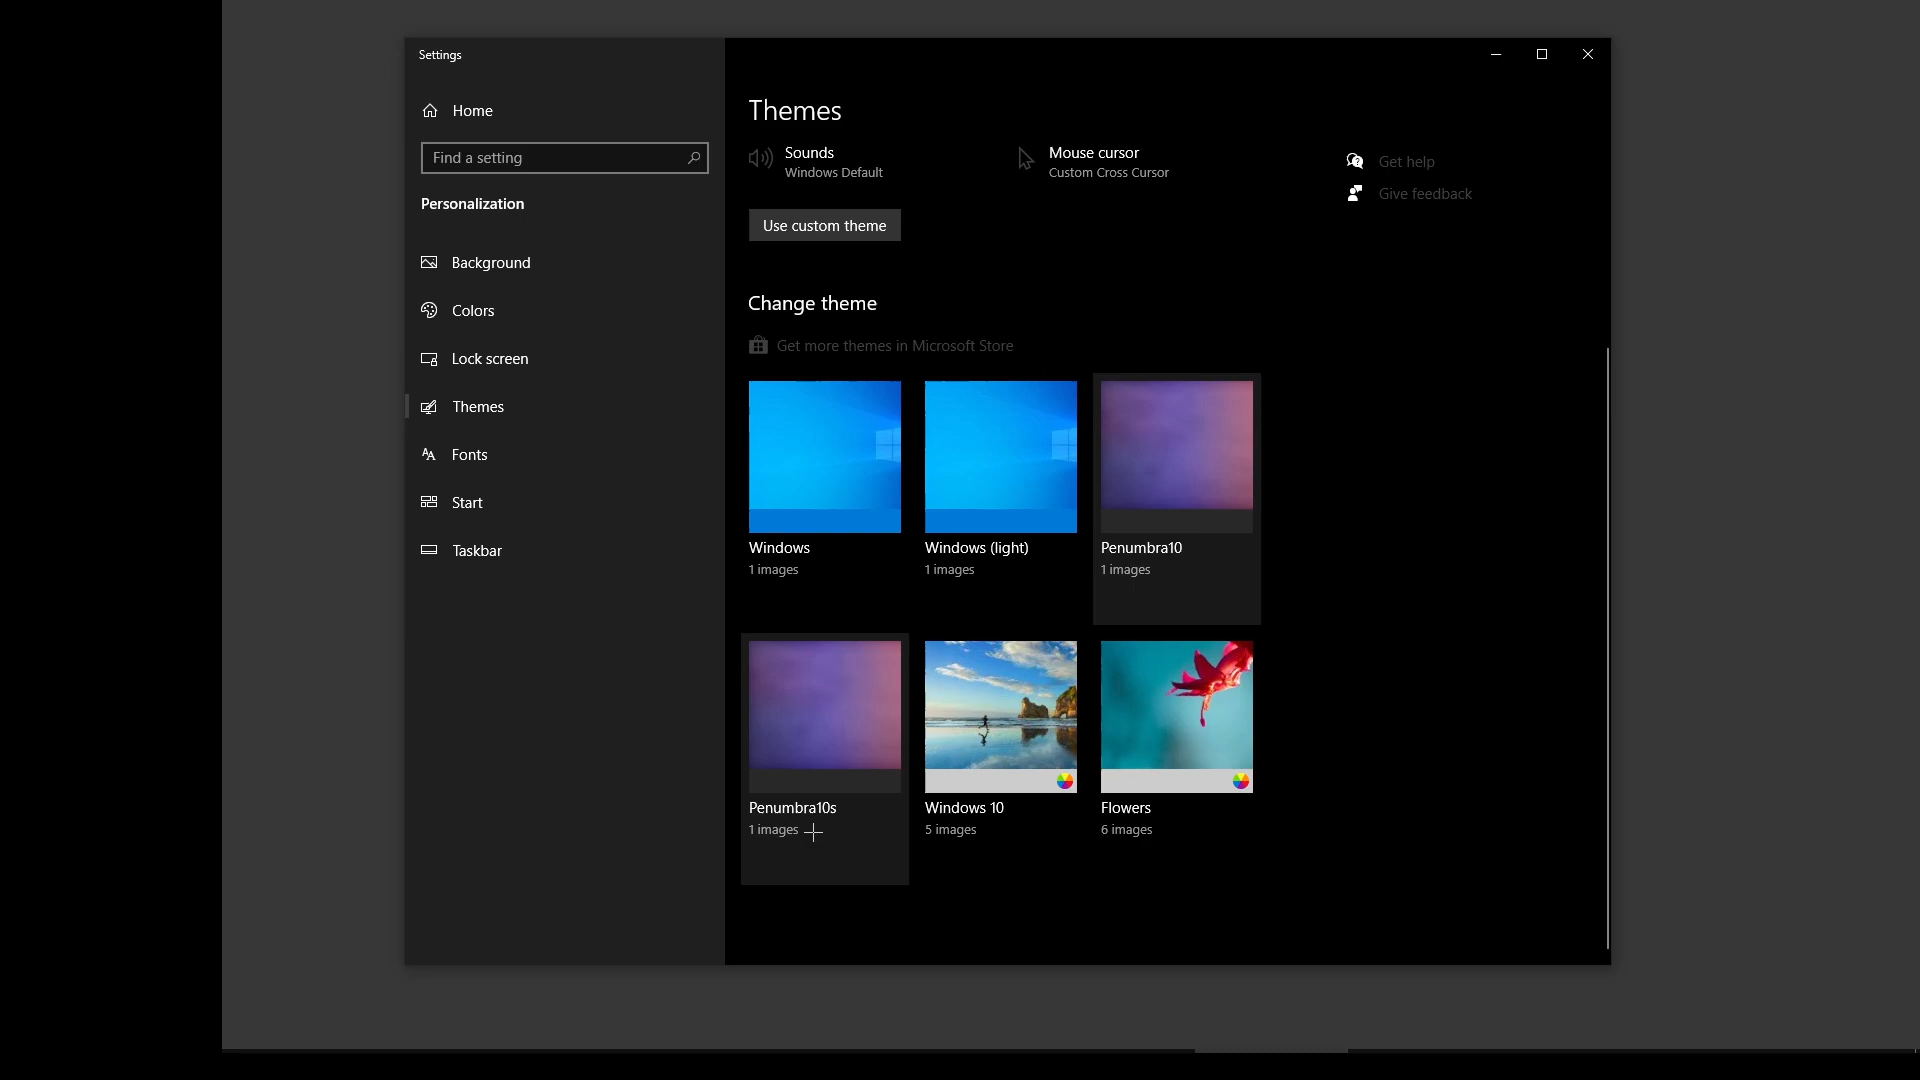 Settings
Home
Find a setting
Personalization
Background
Colors
Lock screen
Themes
Fonts
Start
Taskbar
Themes
Sounds
Windows Default
Mouse cursor
Custom Cross Cursor
Get help
Give feedback
Use custom theme
Change theme
Get more themes in Microsoft Store
Windows
1 images
Windows (light)
1 images
Penumbra10
1 images
Penumbra10s
1 images
Windows 10
5 images
Flowers
6 images